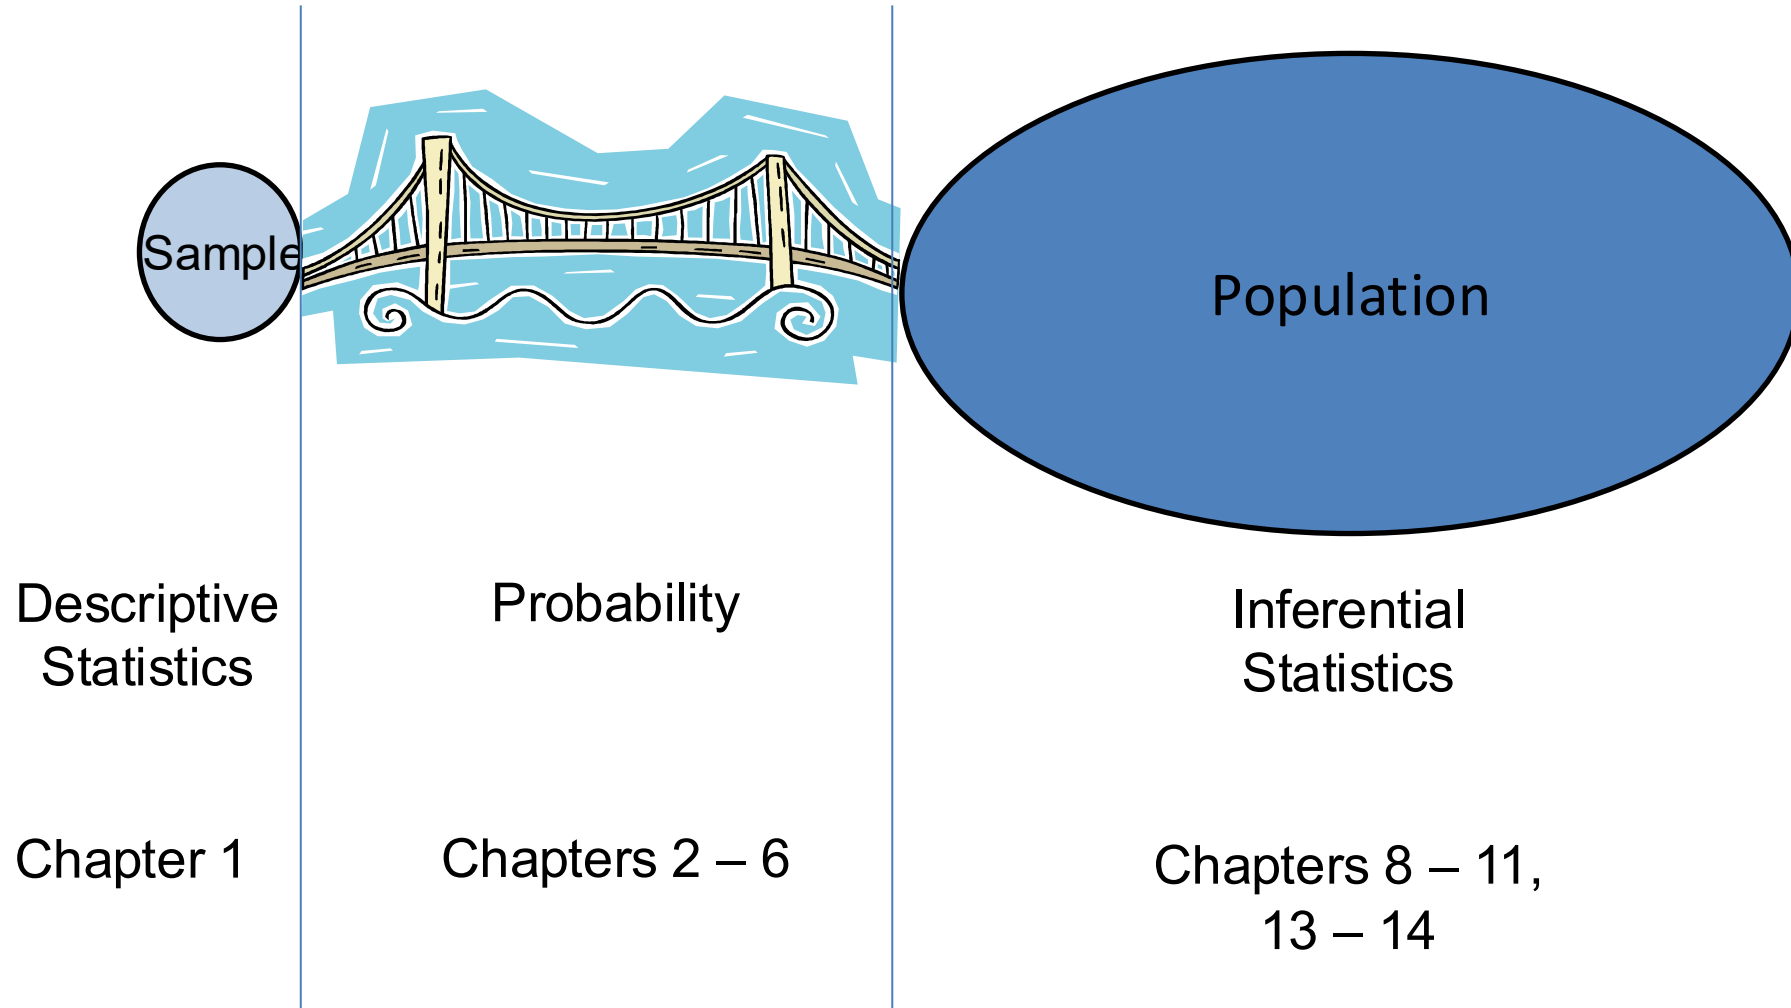 Sample
Population
Descriptive
Statistics
Probability
Inferential
Statistics
Chapter 1
Chapters 2 – 6
Chapters 8 – 11,
13 – 14